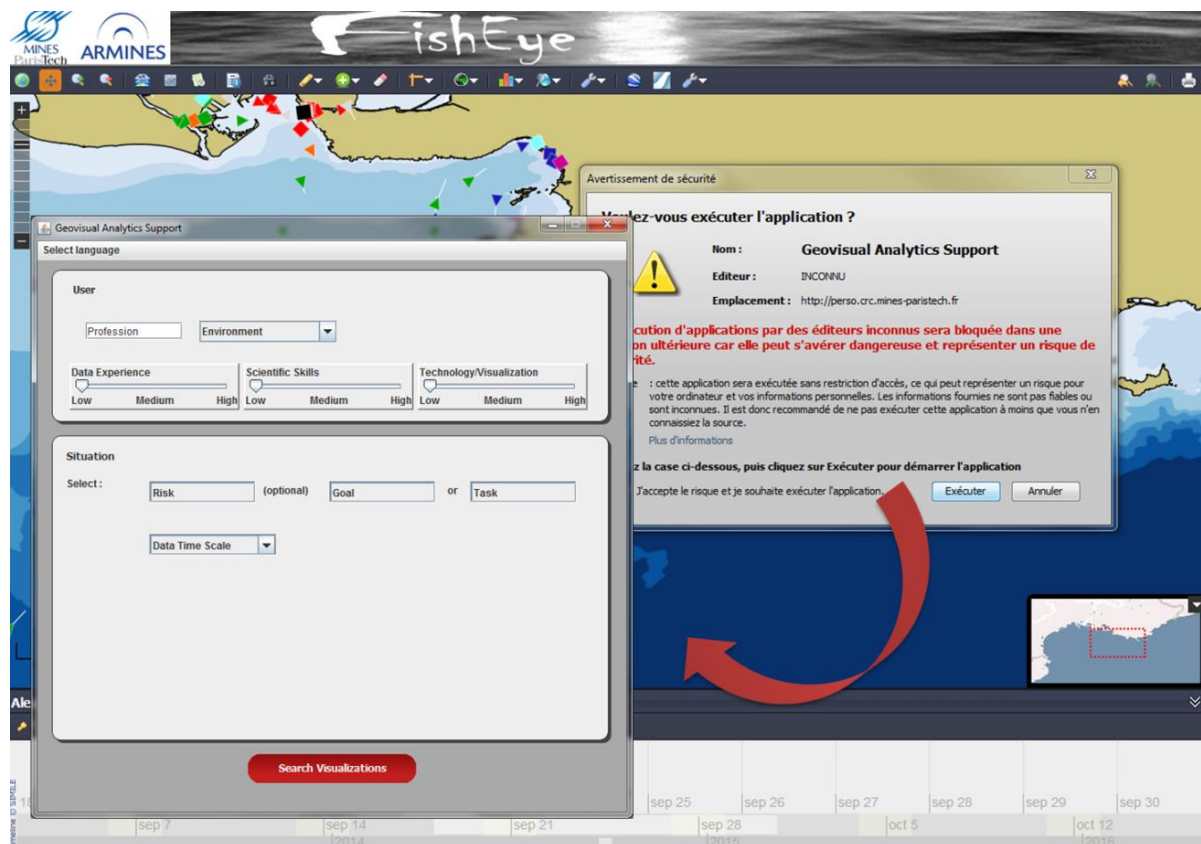 MINES
ParisTech
ARMINES
FishEye
Avertissement de sécurité
ulez-vous exécuter l'application ?
Nom : Geovisual Analytics Support
Editeur : INCONNU
Emplacement : http://perso.crc.mines-paristech.fr
cution d'applications par des éditeurs inconnus sera bloquée dans une
on ultérieure car elle peut s'avérer dangereuse et représenter un risque de
rité.
: cette application sera exécutée sans restriction d'accès, ce qui peut représenter un risque pour
votre ordinateur et vos informations personnelles. Les informations fournies ne sont pas fiables ou
sont inconnues. Il est donc recommandé de ne pas exécuter cette application à moins que vous n'en
connaissiez la source.
Plus d'informations
z la case ci-dessous, puis cliquez sur Exécuter pour démarrer l'application
J'accepte le risque et je souhaite exécuter l'application.
Exécuter Annuler
Geovisual Analytics Support
Select language
User
Profession Environment
Data Experience Scientific Skills Technology/Visualization
Low Medium High Low Medium High Low Medium High
Situation
Select : Risk (optional) Goal or Task
Data Time Scale
Search Visualizations
Ale
sep 25 sep 26 sep 27 sep 28 sep 29 sep 30
sep 7 sep 14 sep 21 sep 28 oct 5 oct 12
2014 2015 2016
Timeline © SIMILE